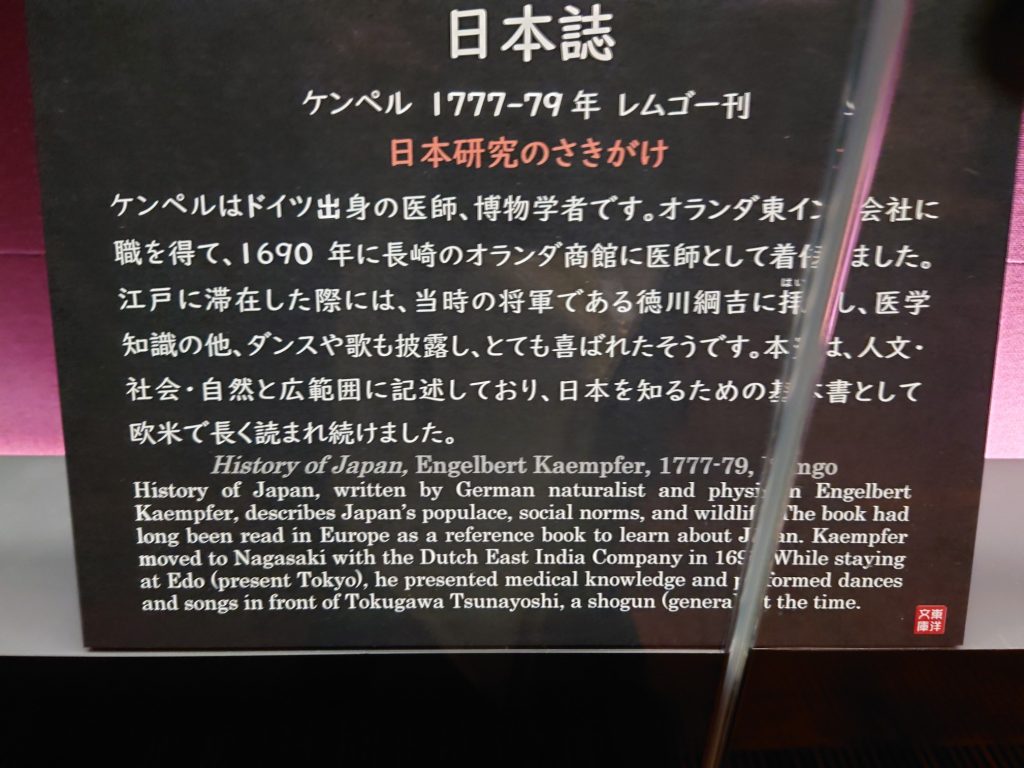 日本誌
ケンペル 1777-79年 レムゴー刊
日本研究のさきがけ
ケンペルはドイツ出身の医師、博物学者です。オランダ東イン 会社に
職を得て、1690 年に長崎のオランダ商館に医師として着任 ました。
江戸に滞在した際には、当時の将軍である徳川綱吉に拝 し、医学
知識の他、ダンスや歌も披露し、とても喜ばれたそうです。本 は、人文・
社会・自然と広範囲に記述しており、日本を知るための基本書として
欧米で長く読まれ続けました。
History of Japan, Engelbert Kaempfer, 1777-79,
History of Japan, written by German naturalist and physician Engelbert
Kaempfer, describes Japan's populace, social norms, and wildlife. The book had
long been read in Europe as a reference book to learn about Japan. Kaempfer
moved to Nagasaki with the Dutch East India Company in 169 While staying
at Edo (present Tokyo), he presented medical knowledge and performed dances
and songs in front of Tokugawa Tsunayoshi, a shogun (general) at the time.
東洋文庫